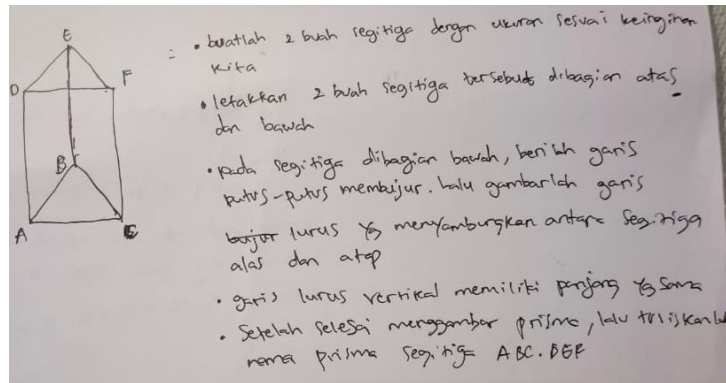 E
D
F
B
A
C
= • buatlah 2 buah segitiga dengan ukuran sesuai keinginan
kita
• letakkan 2 buah segitiga tersebut dibagian atas
dan bawah
• pada segitiga dibagian bawah, berilah garis
putus-putus membujur. Lalu gambarlah garis
bujur lurus yg menyambungkan antara segitiga
alas dan atap
• garis lurus vertikal memiliki panjang yg sama
• Setelah selesai menggambar prisma, lalu tuliskanlah
nama prisma segitiga ABC.DEF